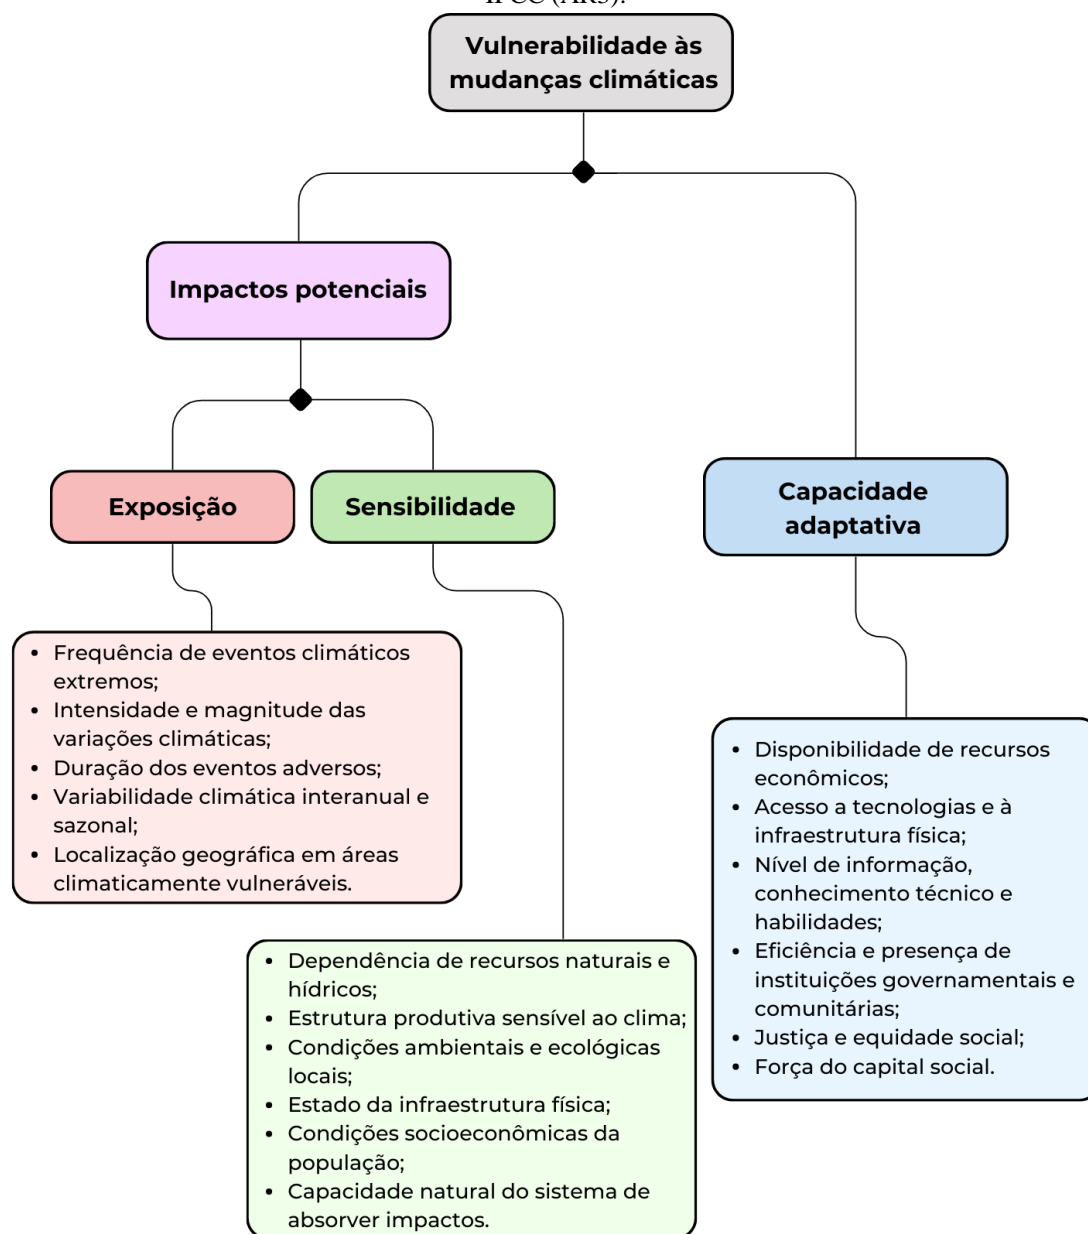 IPCC (AR3).
Vulnerabilidade às
mudanças climáticas
Impactos potenciais
Exposição
Sensibilidade
Capacidade
adaptativa
• Frequência de eventos climáticos
extremos;
• Intensidade e magnitude das
variações climáticas;
• Duração dos eventos adversos;
• Variabilidade climática interanual e
sazonal;
• Localização geográfica em áreas
climaticamente vulneráveis.
• Dependência de recursos naturais e
hídricos;
• Estrutura produtiva sensível ao clima;
• Condições ambientais e ecológicas
locais;
• Estado da infraestrutura física;
• Condições socioeconômicas da
população;
• Capacidade natural do sistema de
absorver impactos.
• Disponibilidade de recursos
econômicos;
• Acesso a tecnologias e à
infraestrutura física;
• Nível de informação,
conhecimento técnico e
habilidades;
• Eficiência e presença de
instituições governamentais e
comunitárias;
• Justiça e equidade social;
• Força do capital social.